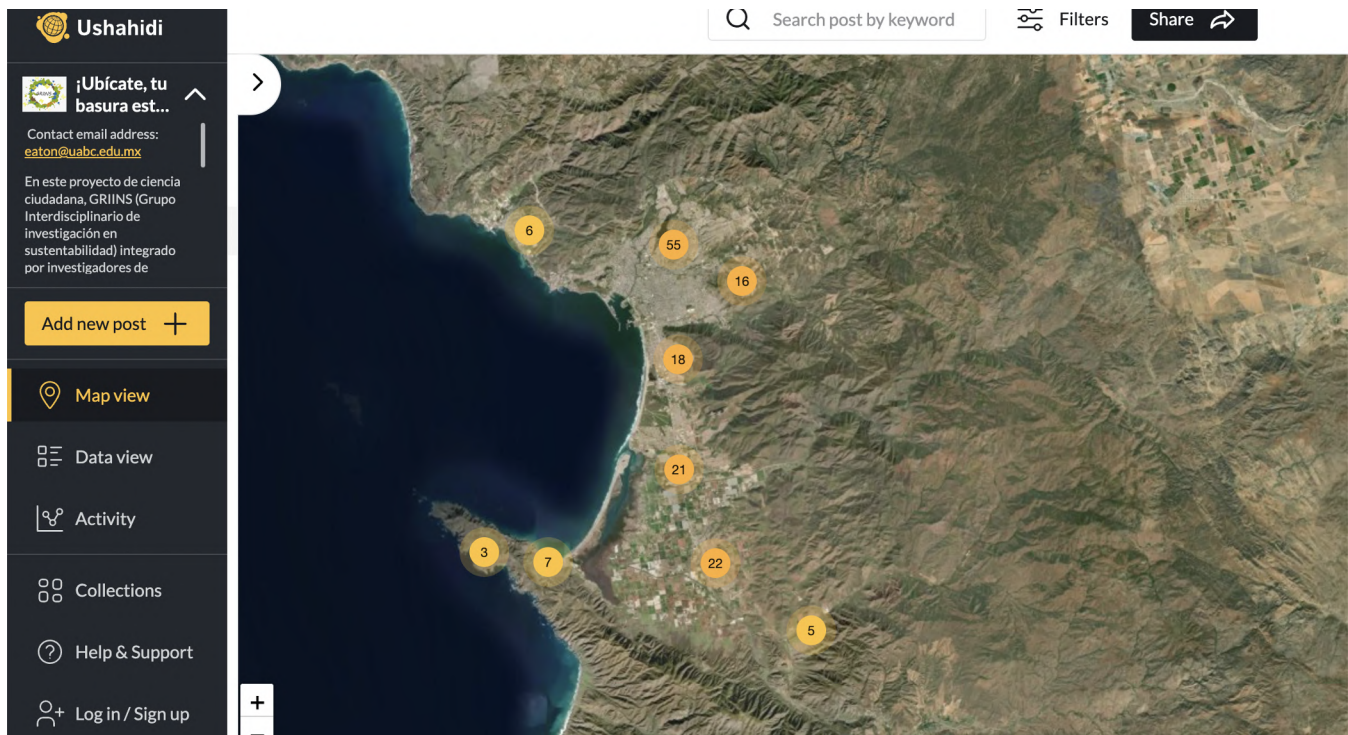 Ushahidi
Search post by keyword
Filters
Share
¡Ubícate, tu
basura est...
Contact email address:
eaton@uabc.edu.mx
En este proyecto de ciencia
ciudadana, GRIINS (Grupo
Interdisciplinario de
investigación en
sustentabilidad) integrado
por investigadores de
Add new post +
Map view
Data view
Activity
Collections
Help & Support
Log in / Sign up
6
55
16
18
21
3
7
22
5
+